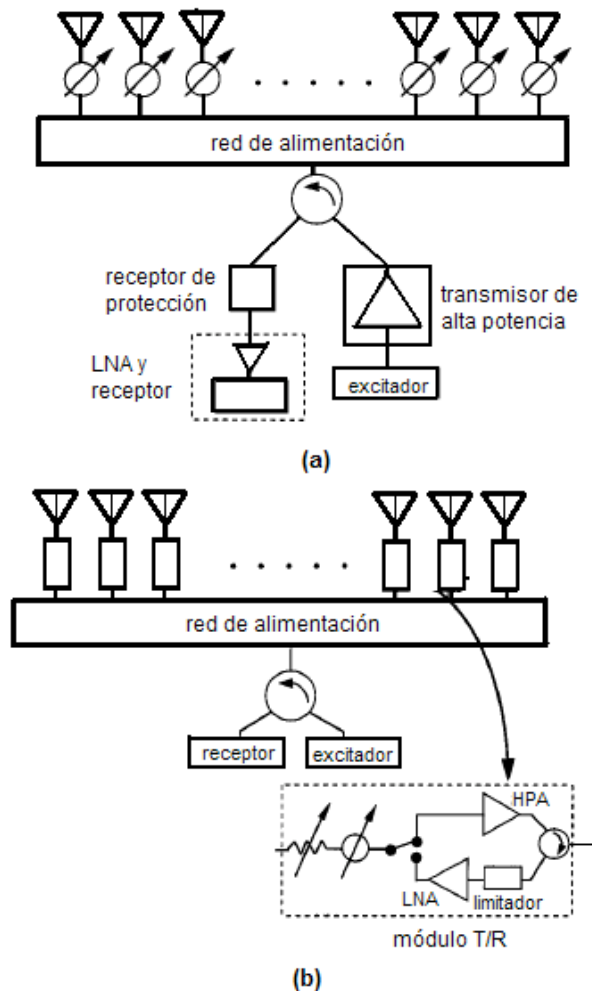 red de alimentación
receptor de
protección
transmisor de
alta potencia
LNA y
receptor
excitador
(a)
red de alimentación
receptor
excitador
HPA
LNA
limitador
módulo T/R
(b)